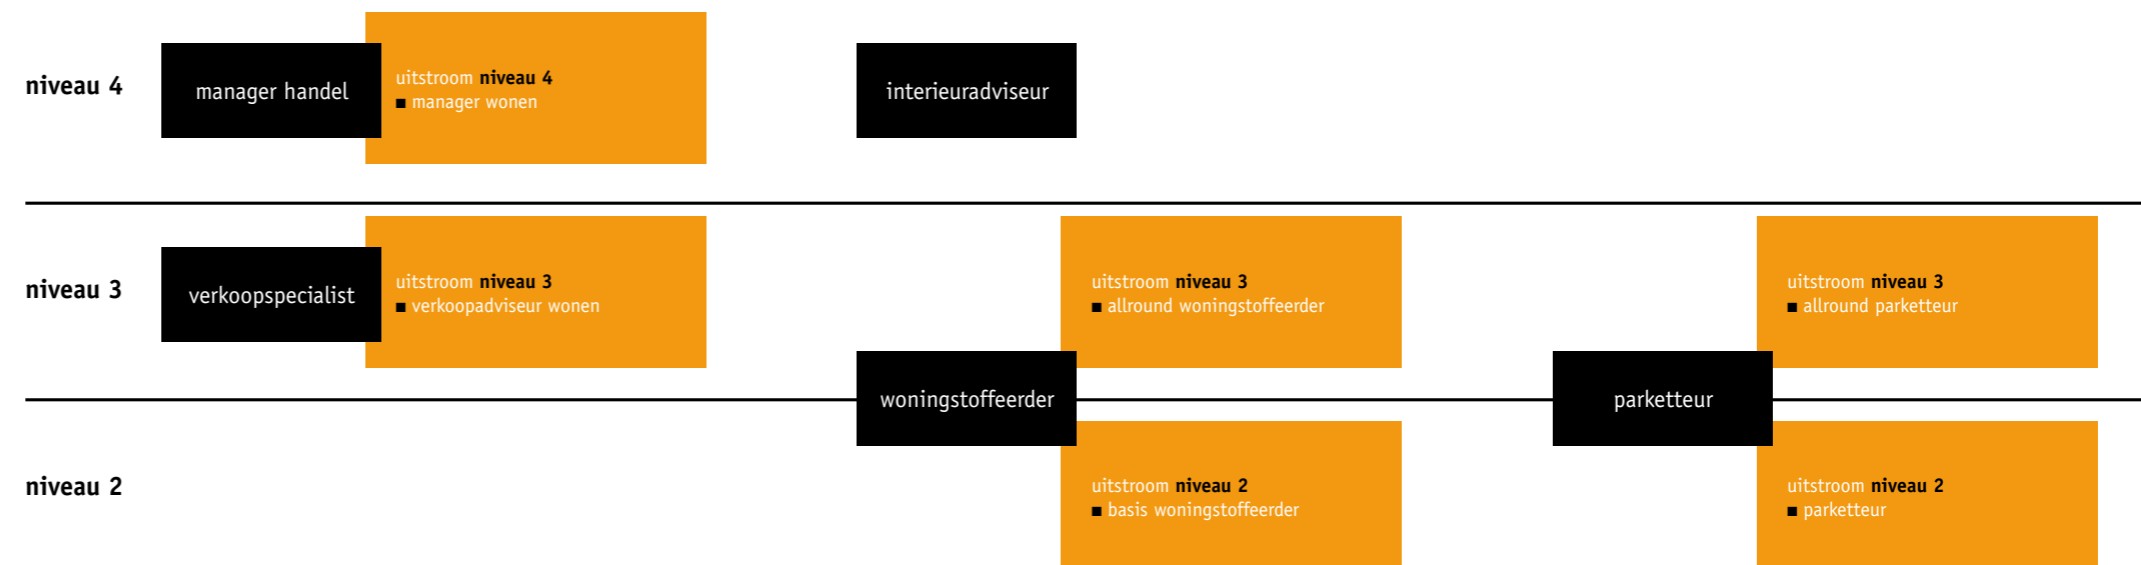 niveau 4
manager handel
uitstroom niveau 4
■ manager wonen
interieuradviseur
niveau 3
verkoopspecialist
uitstroom niveau 3
■ verkoopadviseur wonen
uitstroom niveau 3
■ allround woningstoffeerder
uitstroom niveau 3
■ allround parketteur
woningstoffeerder
parketteur
niveau 2
uitstroom niveau 2
■ basis woningstoffeerder
uitstroom niveau 2
■ parketteur